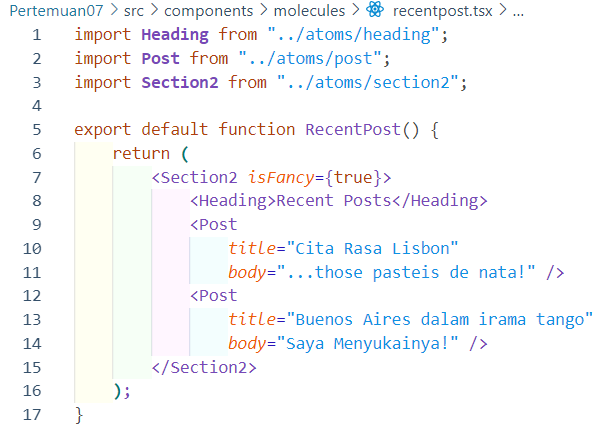 Pertemuan07 > src > components > molecules > recentpost.tsx > ...
1 import Heading from "../atoms/heading";
2 import Post from "../atoms/post";
3 import Section2 from "../atoms/section2";
4
5 export default function RecentPost() {
6     return (
7         <Section2 isFancy={true}>
8             <Heading>Recent Posts</Heading>
9             <Post
10                 title="Cita Rasa Lisbon"
11                 body="...those pasteis de nata!" />
12             <Post
13                 title="Buenos Aires dalam irama tango"
14                 body="Saya Menyukainya!" />
15         </Section2>
16     );
17 }